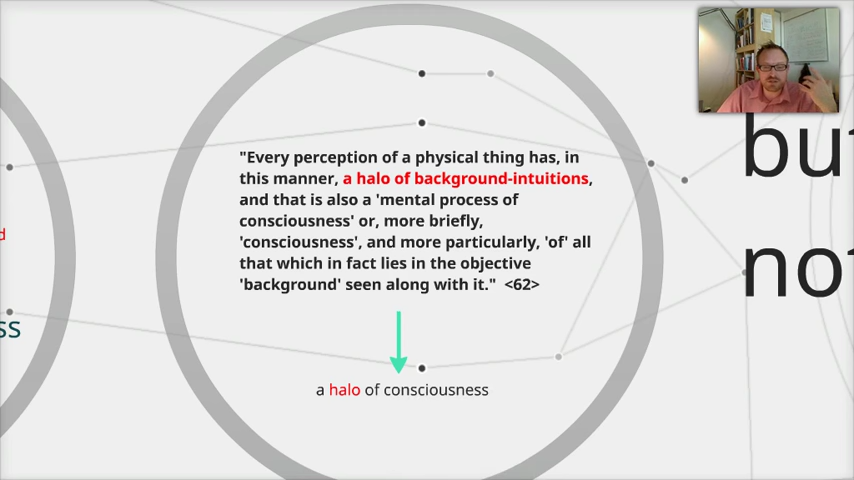 "Every perception of a physical thing has, in
this manner, a halo of background-intuitions,
and that is also a 'mental process of
consciousness' or, more briefly,
'consciousness', and more particularly, 'of' all
that which in fact lies in the objective
'background' seen along with it." <62>
a halo of consciousness
ss
d
no